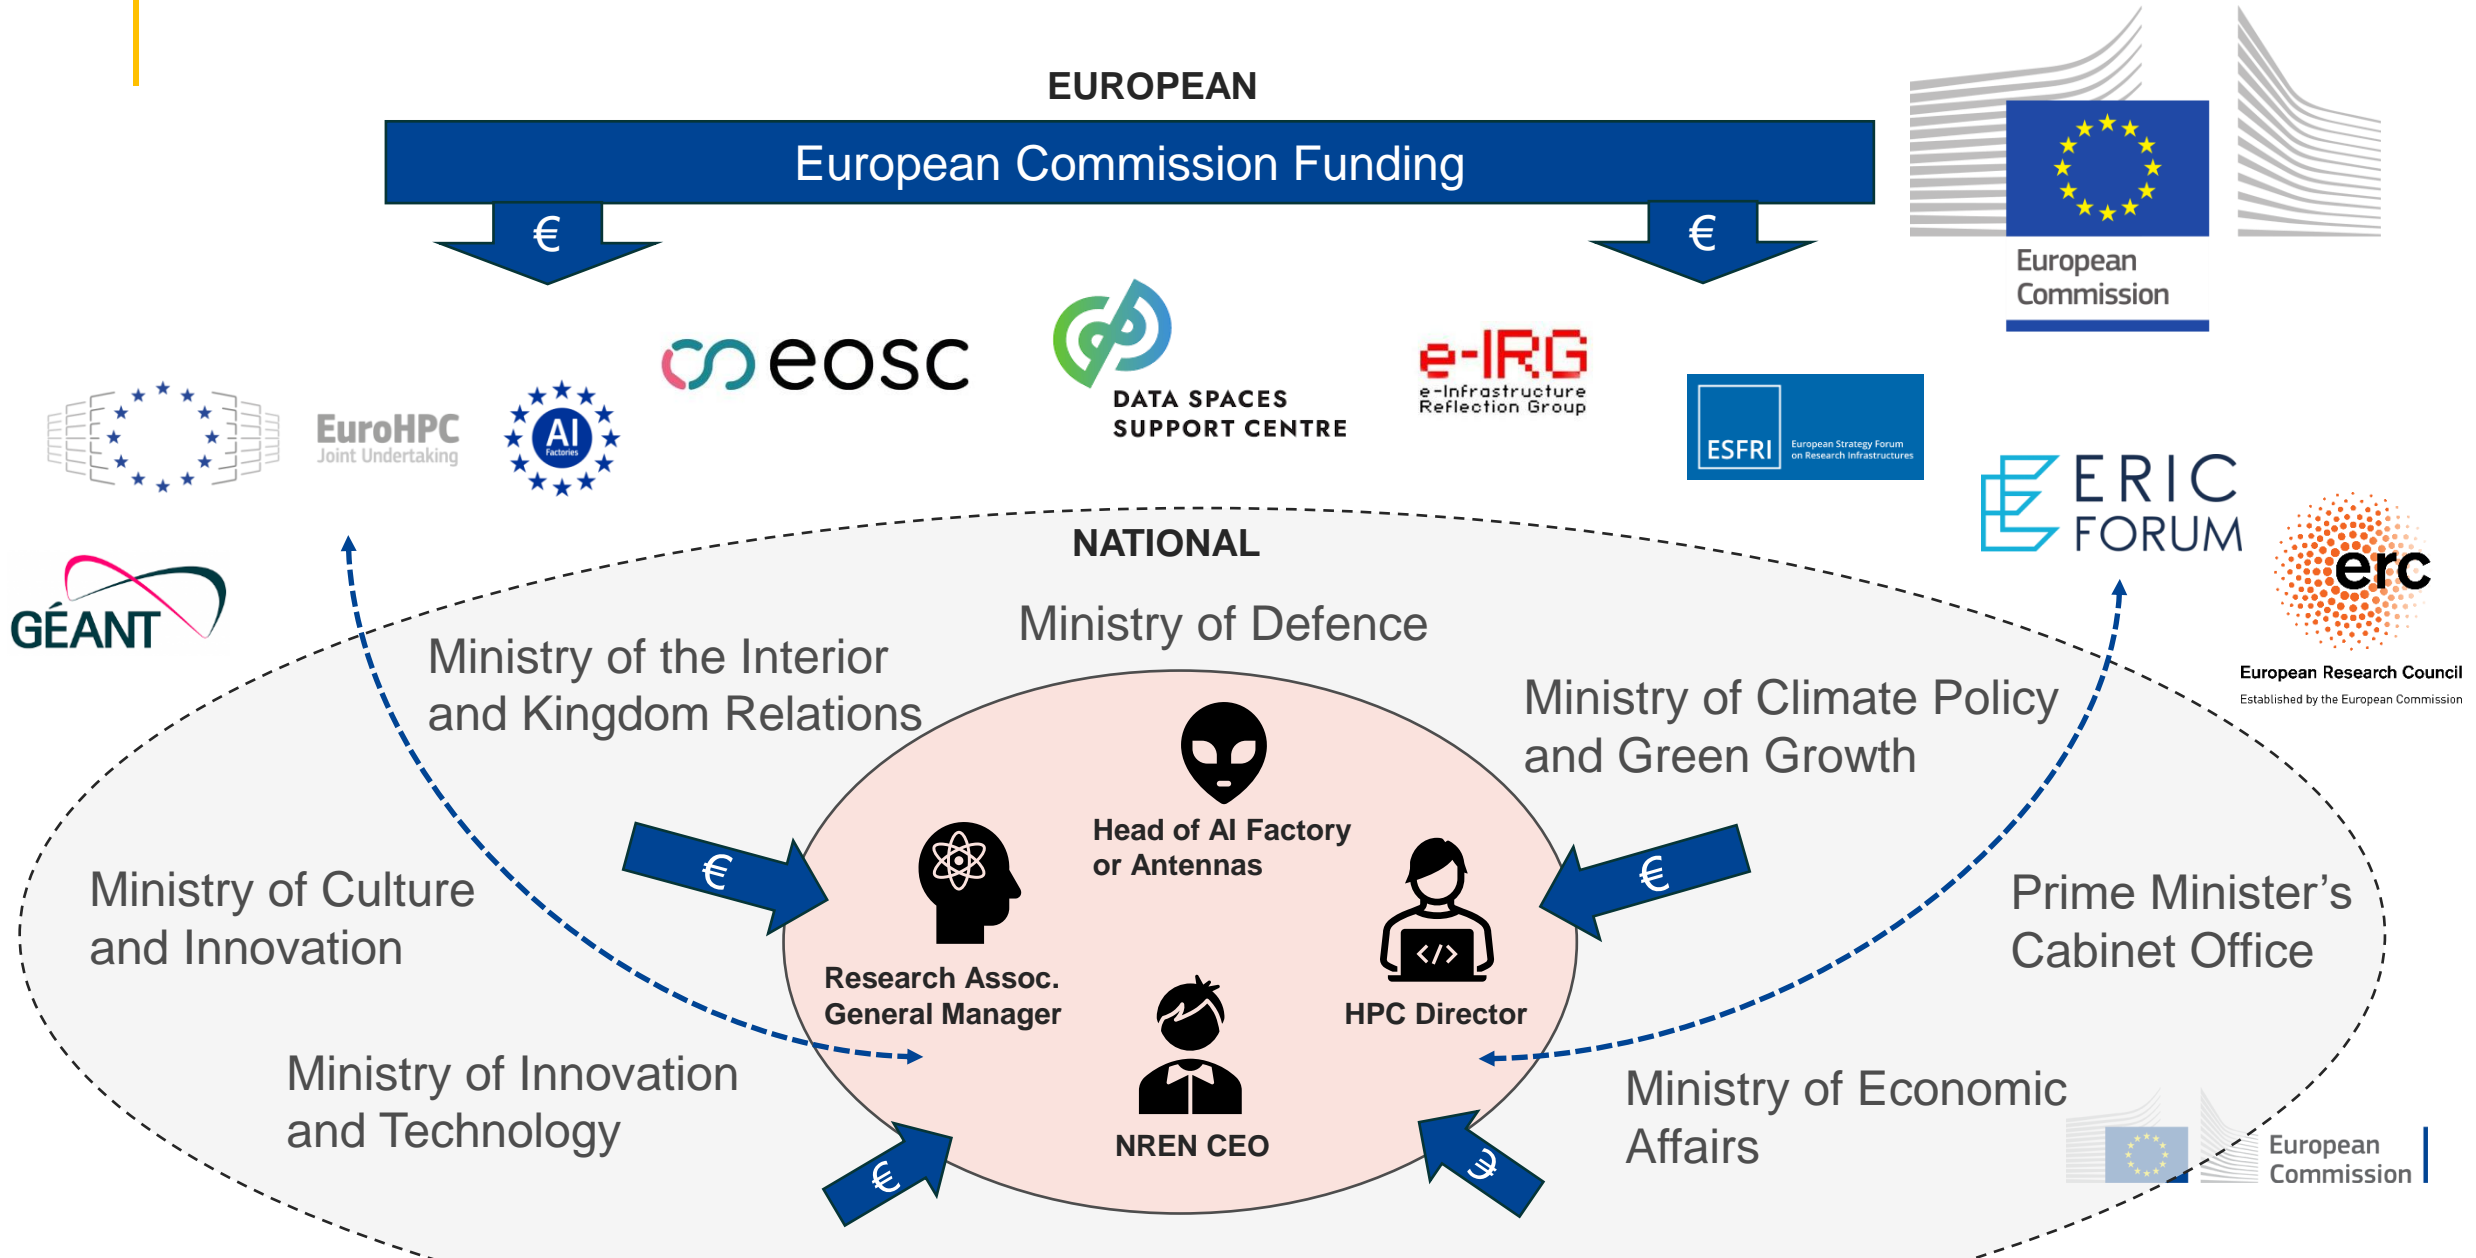 EUROPEAN
European Commission Funding
€
€
European
Commission
eosc
DATA SPACES
SUPPORT CENTRE
e-IRG
e-Infrastructure
Reflection Group
EuroHPC
Joint Undertaking
AI
Factories
ESFRI
European Strategy Forum
on Research Infrastructures
ERIC
FORUM
erc
European Research Council
Established by the European Commission
GÉANT
NATIONAL
Ministry of Defence
Ministry of the Interior
and Kingdom Relations
Ministry of Climate Policy
and Green Growth
Head of AI Factory
or Antennas
€
€
Ministry of Culture
and Innovation
Prime Minister’s
Cabinet Office
</>
Research Assoc.
General Manager
HPC Director
Ministry of Innovation
and Technology
NREN CEO
Ministry of Economic
Affairs
€
€
European
Commission